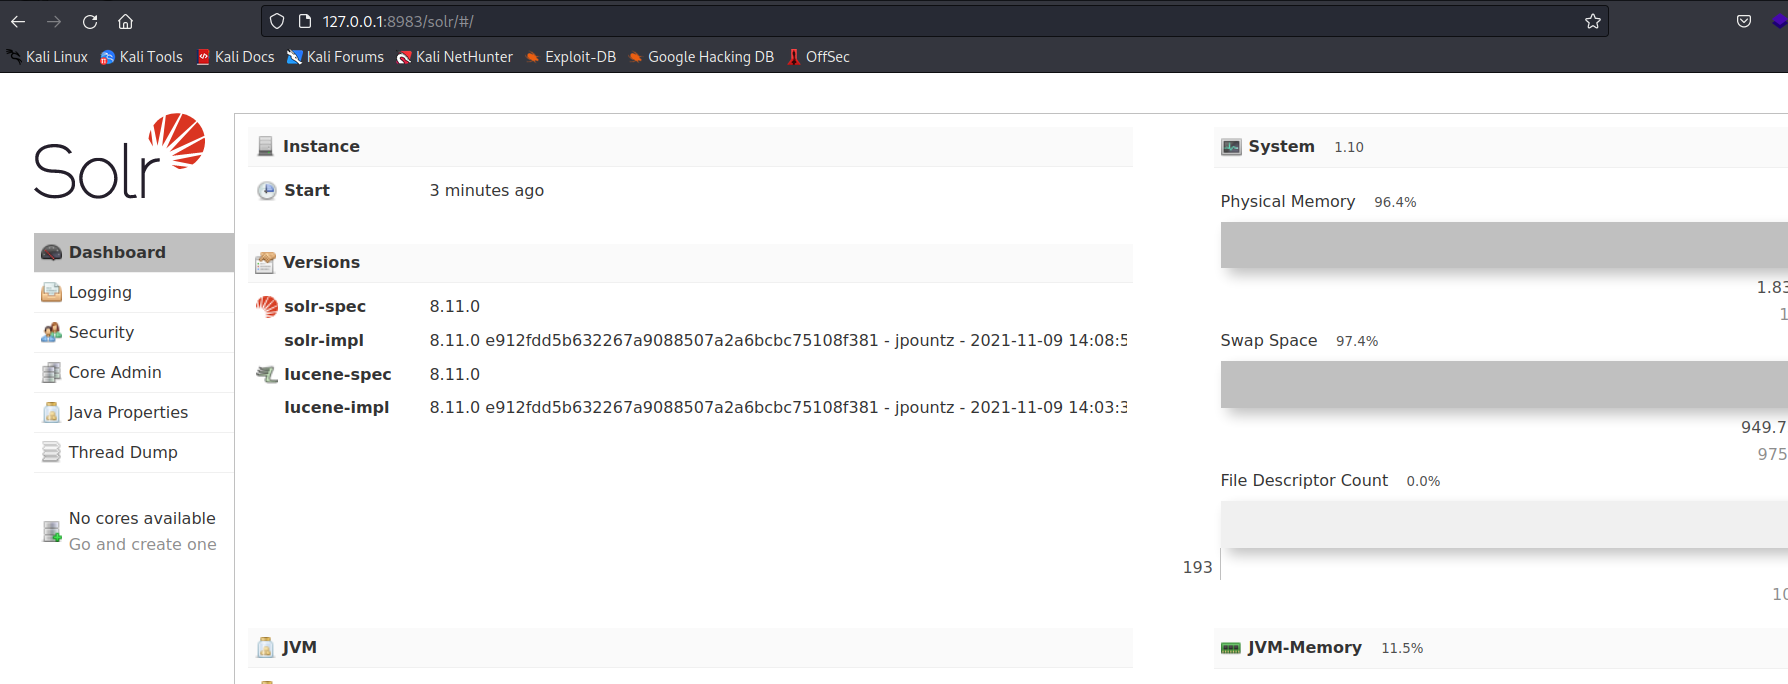 127.0.0.1:8983/solr/#/
Kali Linux Kali Tools Kali Docs Kali Forums Kali NetHunter Exploit-DB Google Hacking DB OffSec
Solr
Dashboard
Logging
Security
Core Admin
Java Properties
Thread Dump
No cores available
Go and create one
Instance
Start 3 minutes ago
Versions
solr-spec 8.11.0
solr-impl 8.11.0 e912fdd5b632267a9088507a2a6bcbc75108f381 - jpountz - 2021-11-09 14:08:5
lucene-spec 8.11.0
lucene-impl 8.11.0 e912fdd5b632267a9088507a2a6bcbc75108f381 - jpountz - 2021-11-09 14:03:3
JVM
System 1.10
Physical Memory 96.4%
1.83
1
Swap Space 97.4%
949.7
975
File Descriptor Count 0.0%
193
10
JVM-Memory 11.5%